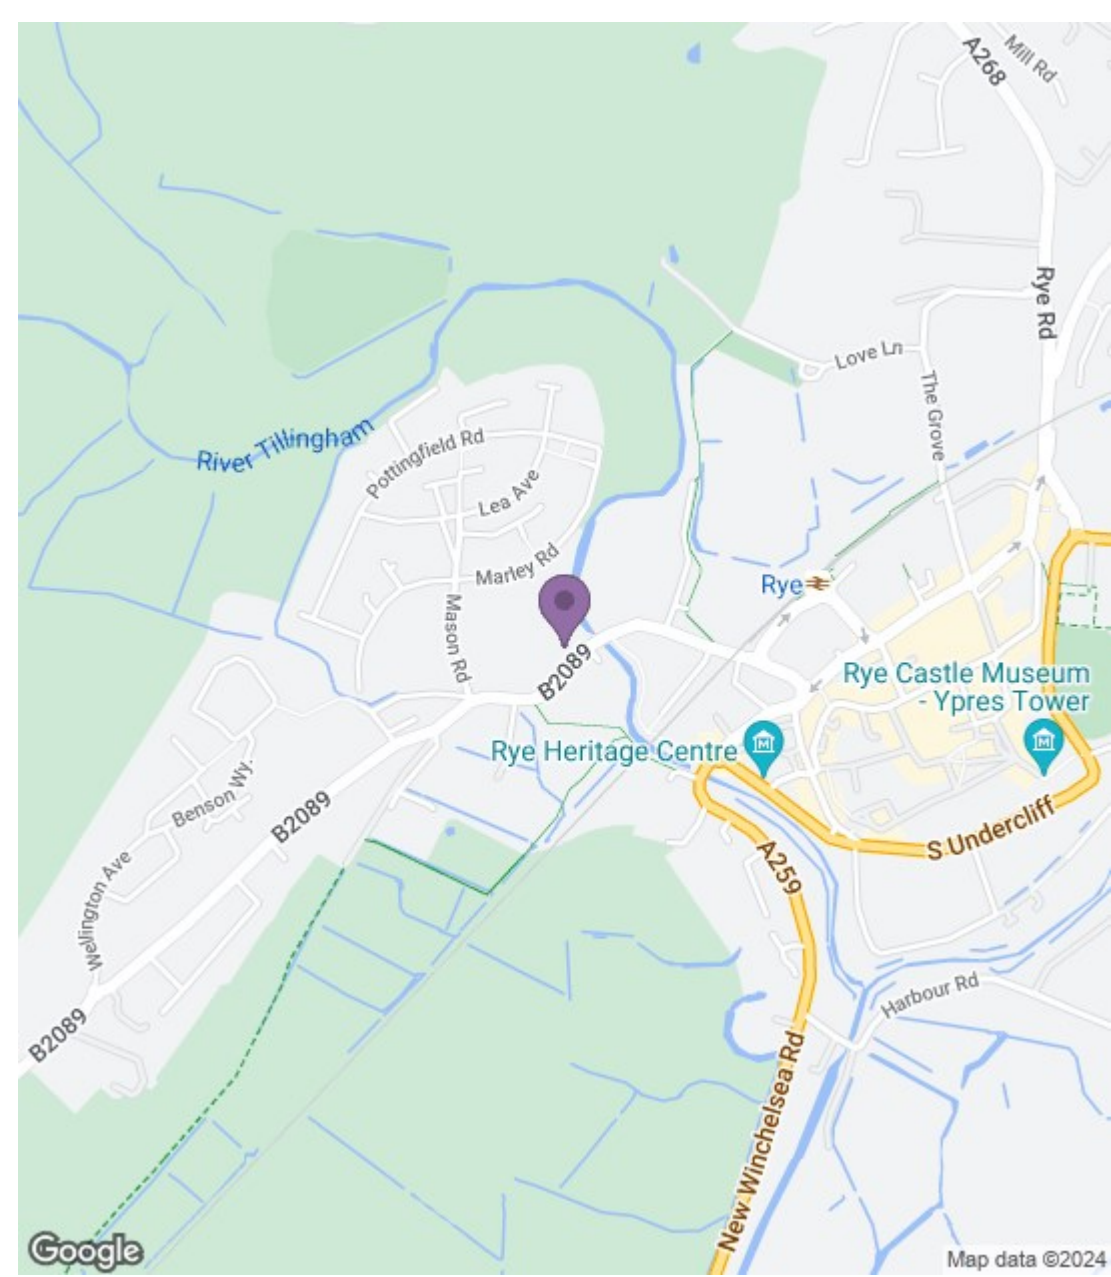 A268
Mill Rd
Rye Rd
Love Ln
The Grove
River Tillingham
Pottingfield Rd
Lea Ave
Marley Rd
Mason Rd
Rye
B2089
Rye Castle Museum
- Ypres Tower
Rye Heritage Centre
Benson Wy.
B2089
S Undercliff
A259
Wellington Ave
Harbour Rd
B2089
New Winchelsea Rd
Google
Map data ©2024